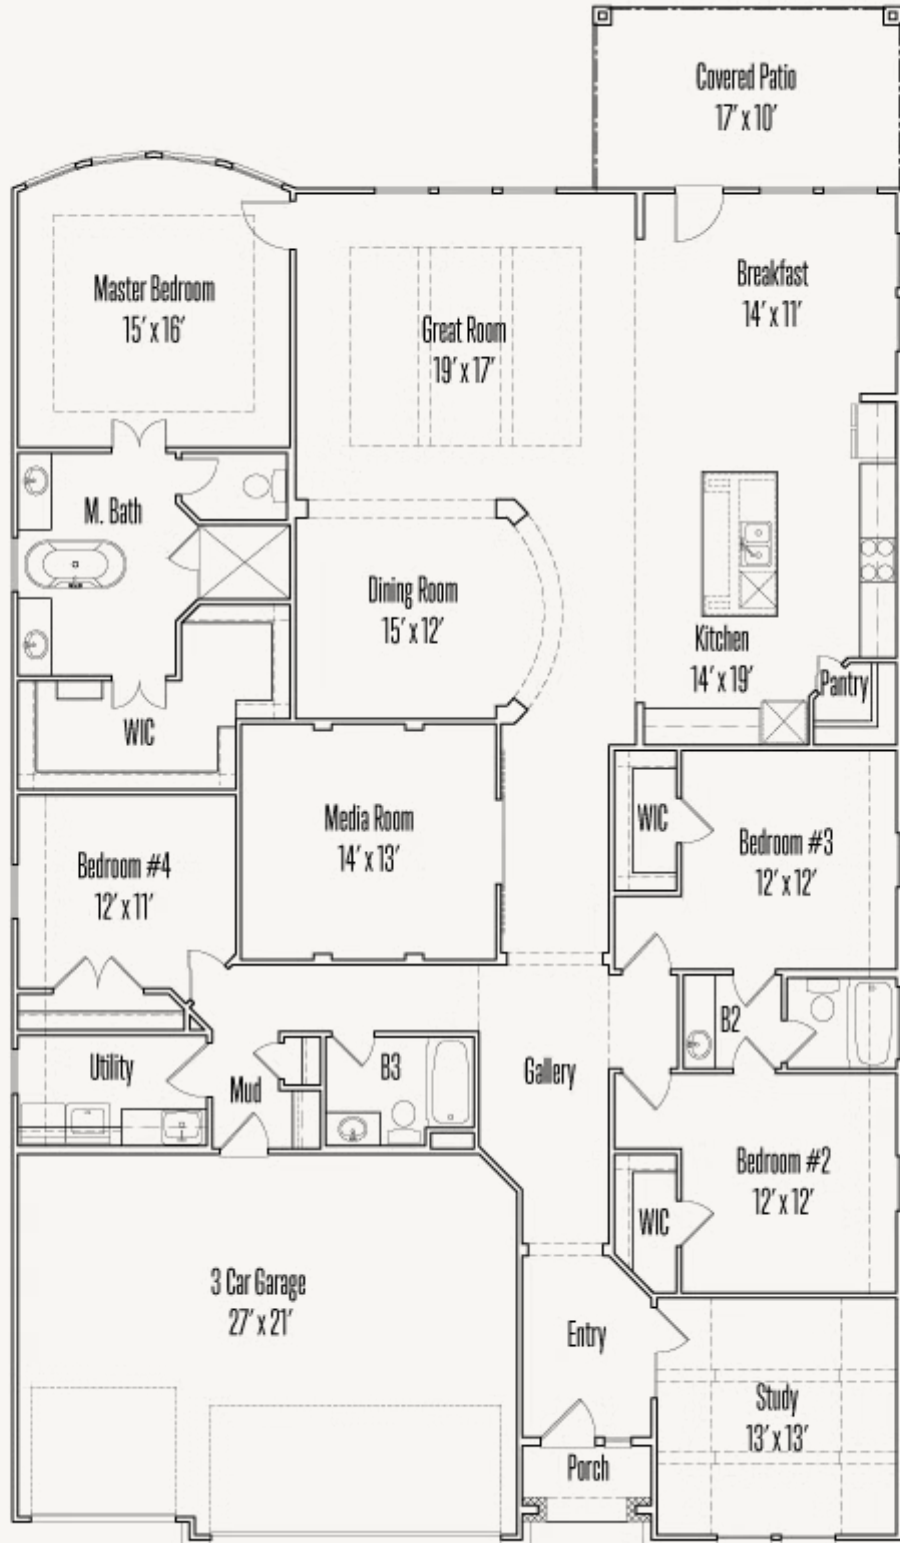 Covered Patio
17' x 10'
Master Bedroom
15' x 16'
Great Room
19' x 17'
Breakfast
14' x 11'
M. Bath
Dining Room
15' x 12'
Kitchen
14' x 19'
Pantry
WIC
Media Room
14' x 13'
WIC
Bedroom #3
12' x 12'
Bedroom #4
12' x 11'
B2
Utility
Mud
B3
Gallery
Bedroom #2
12' x 12'
WIC
3 Car Garage
27' x 21'
Entry
Study
13' x 13'
Porch